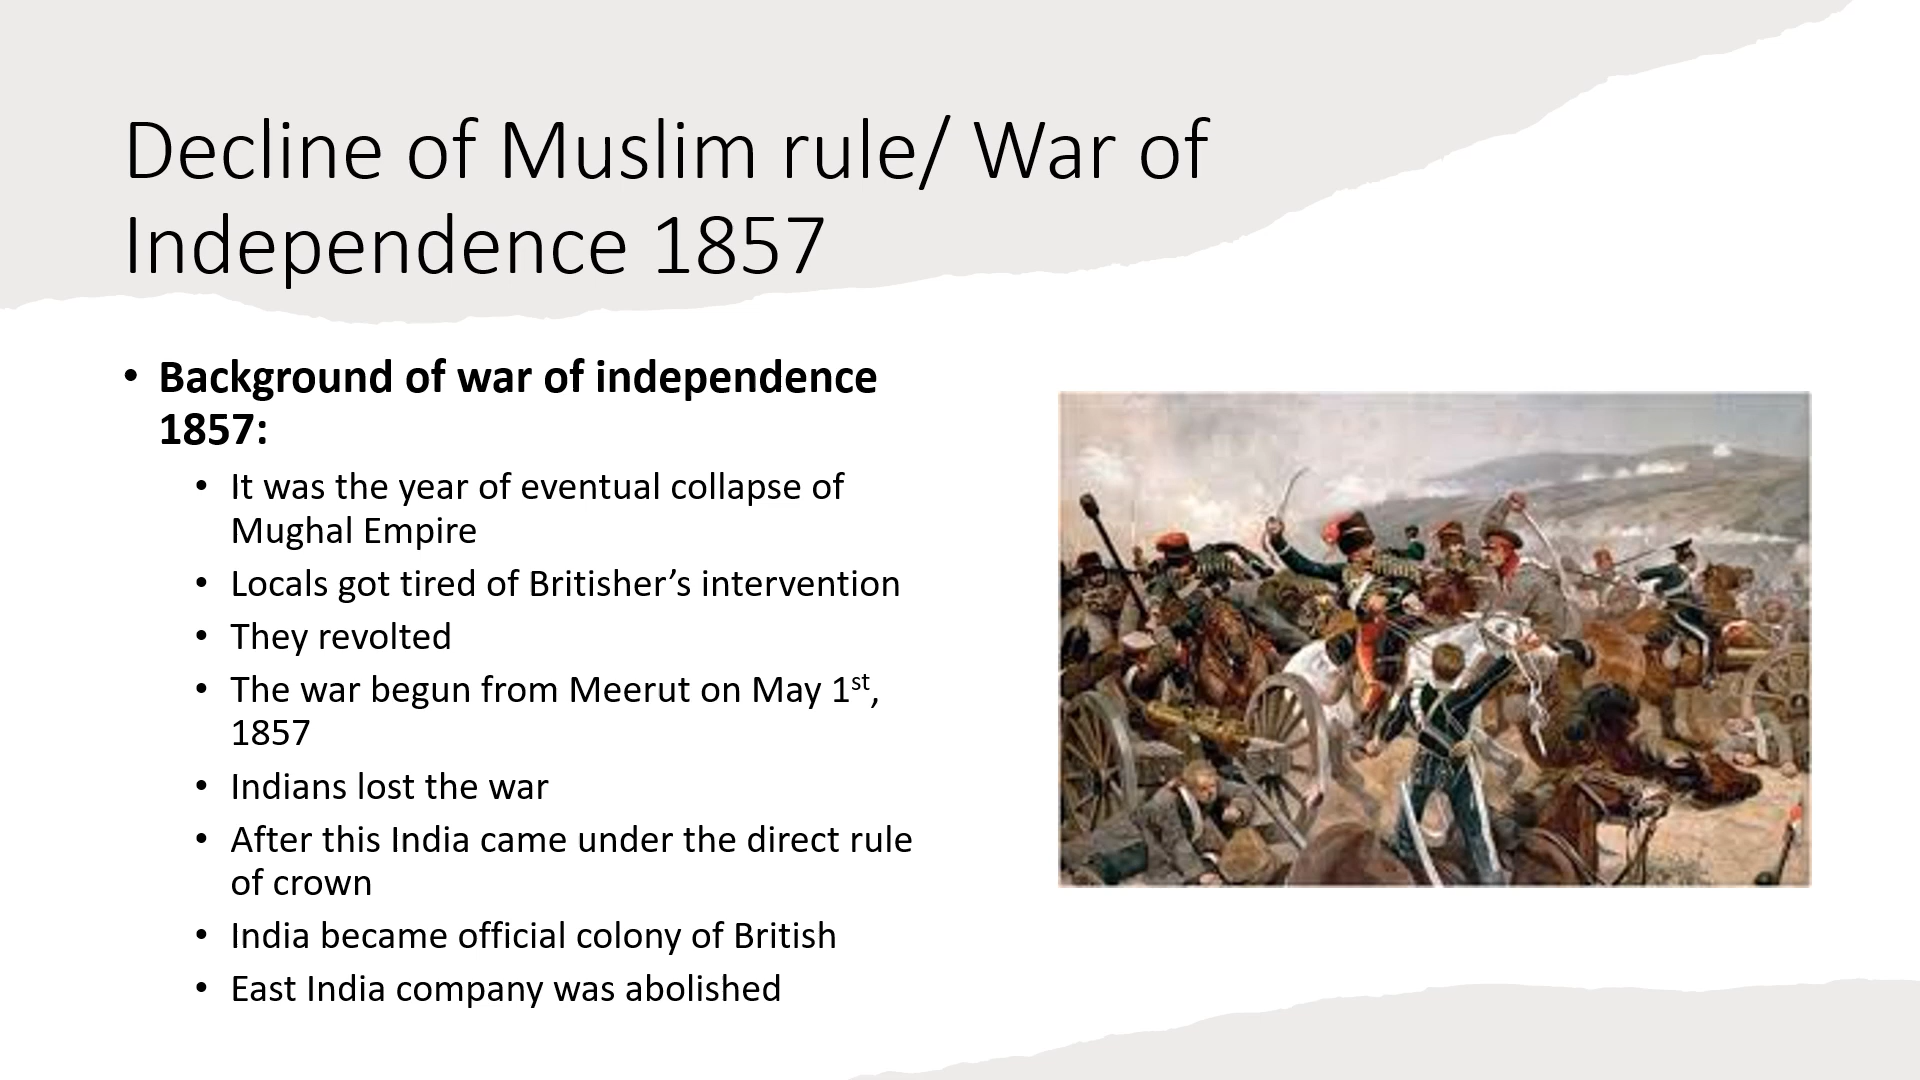 Decline of Muslim rule/ War of
Independence 1857
• Background of war of independence
1857:
• It was the year of eventual collapse of
Mughal Empire
• Locals got tired of Britisher’s intervention
• They revolted
• The war begun from Meerut on May 1st,
1857
• Indians lost the war
• After this India came under the direct rule
of crown
• India became official colony of British
• East India company was abolished